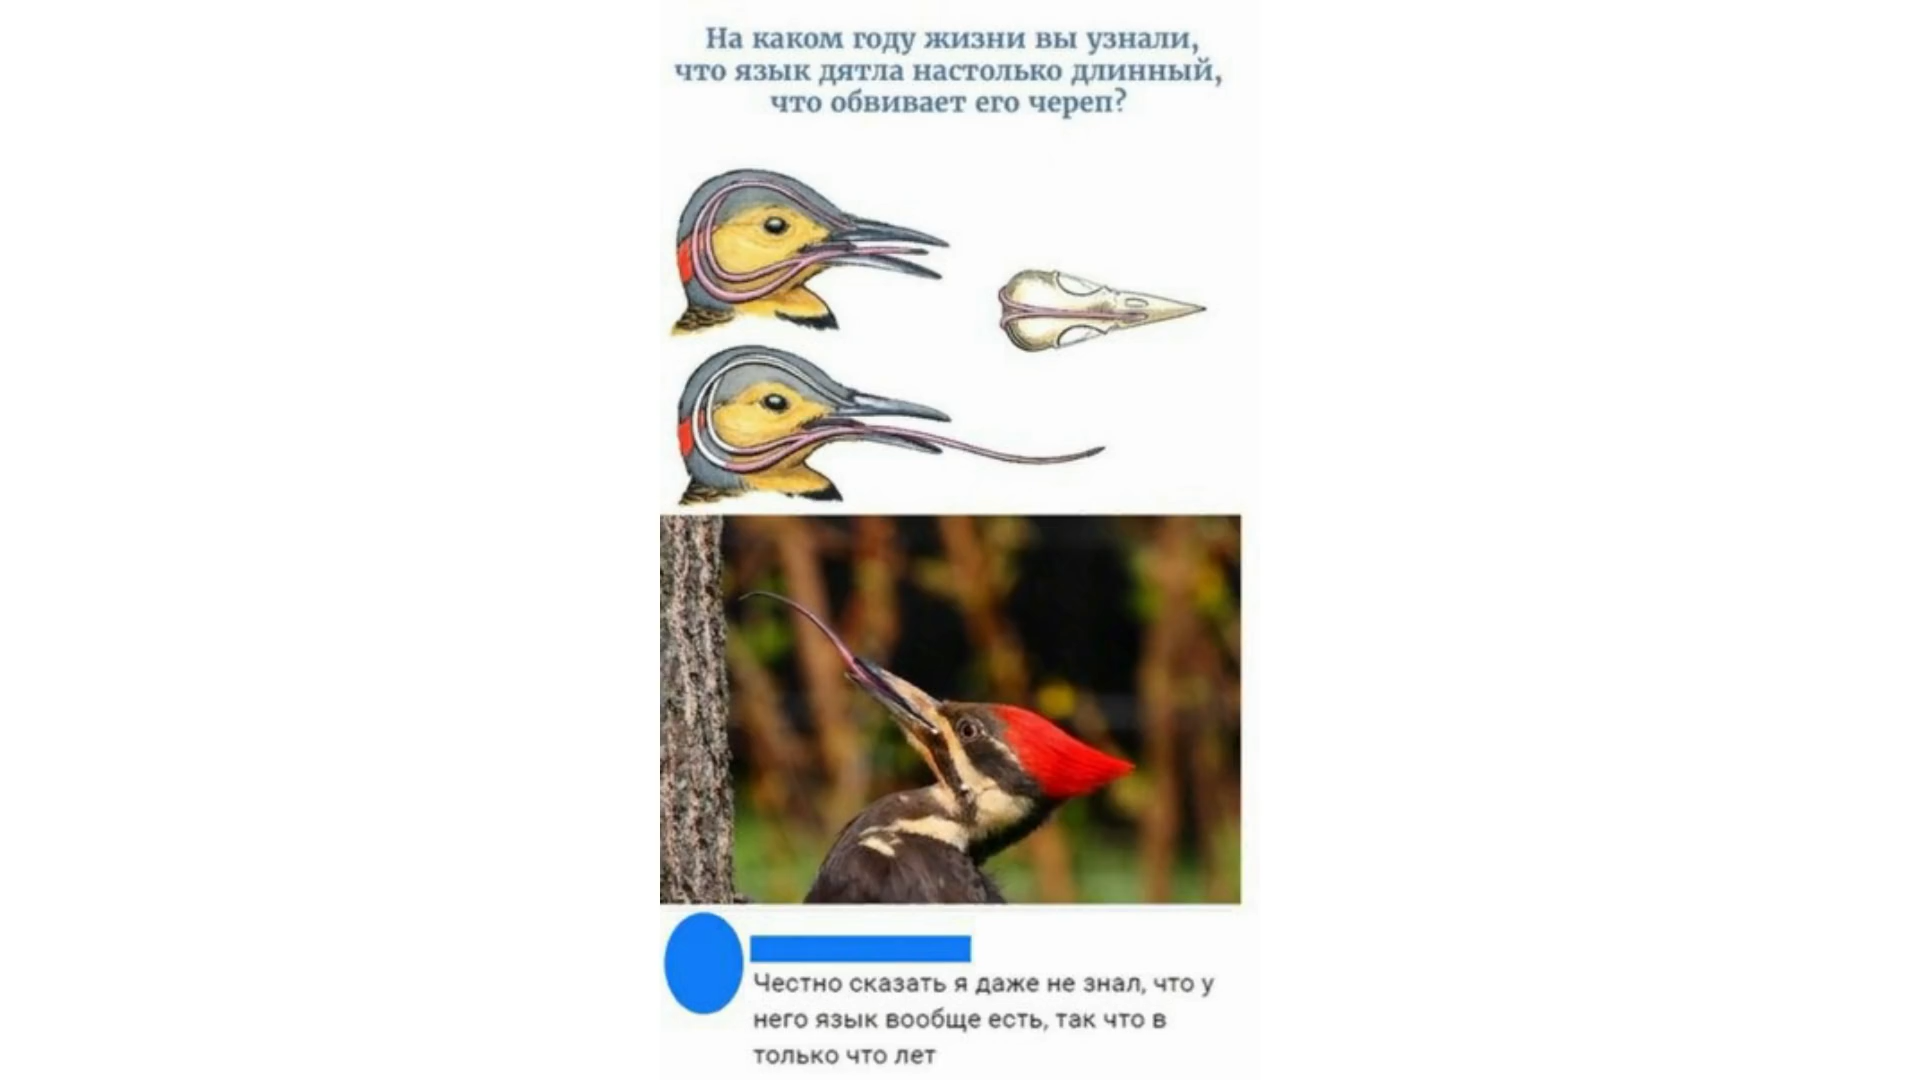 На каком году жизни вы узнали,
что язык дятла настолько длинный,
что обвивает его череп?
Честно сказать я даже не знал, что у
него язык вообще есть, так что в
только что лет